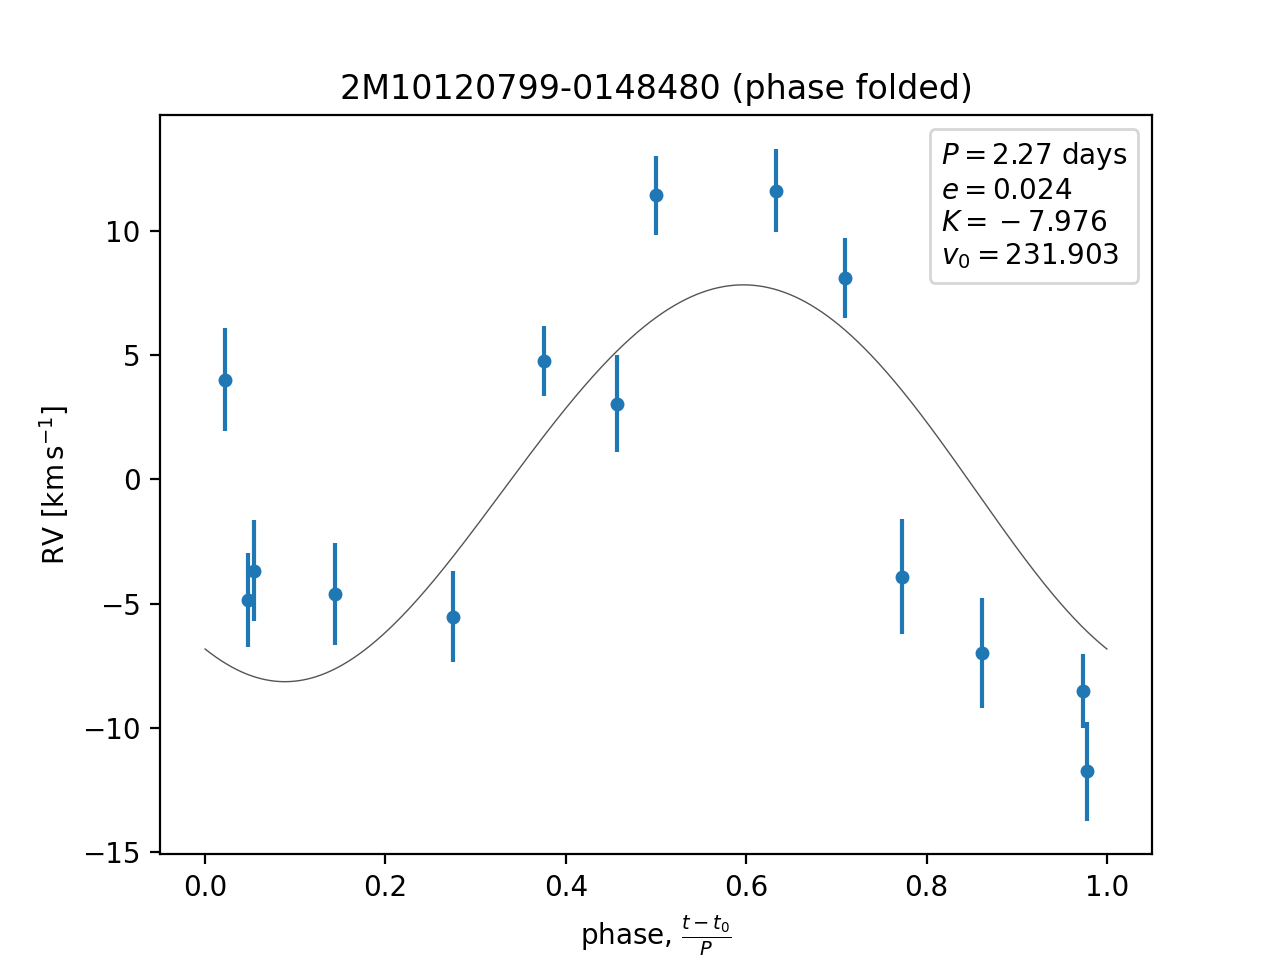 2M10120799-0148480 (phase folded)
P = 2.27 days
e = 0.024
K = −7.976
v₀ = 231.903
10
5
0
−5
−10
−15
RV [km s⁻¹]
0.0 0.2 0.4 0.6 0.8 1.0
phase, (t − t₀)/P